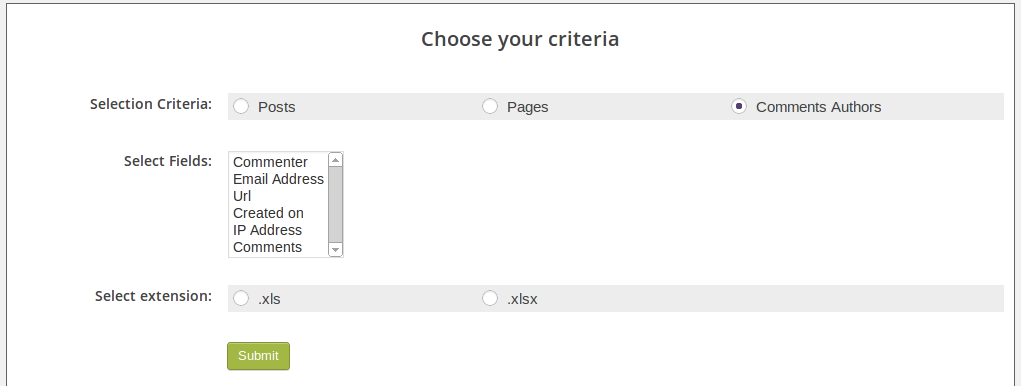 Choose your criteria
Selection Criteria: Posts Pages Comments Authors
Select Fields: Commenter
Email Address
Url
Created on
IP Address
Comments
Select extension: .xls .xlsx
Submit